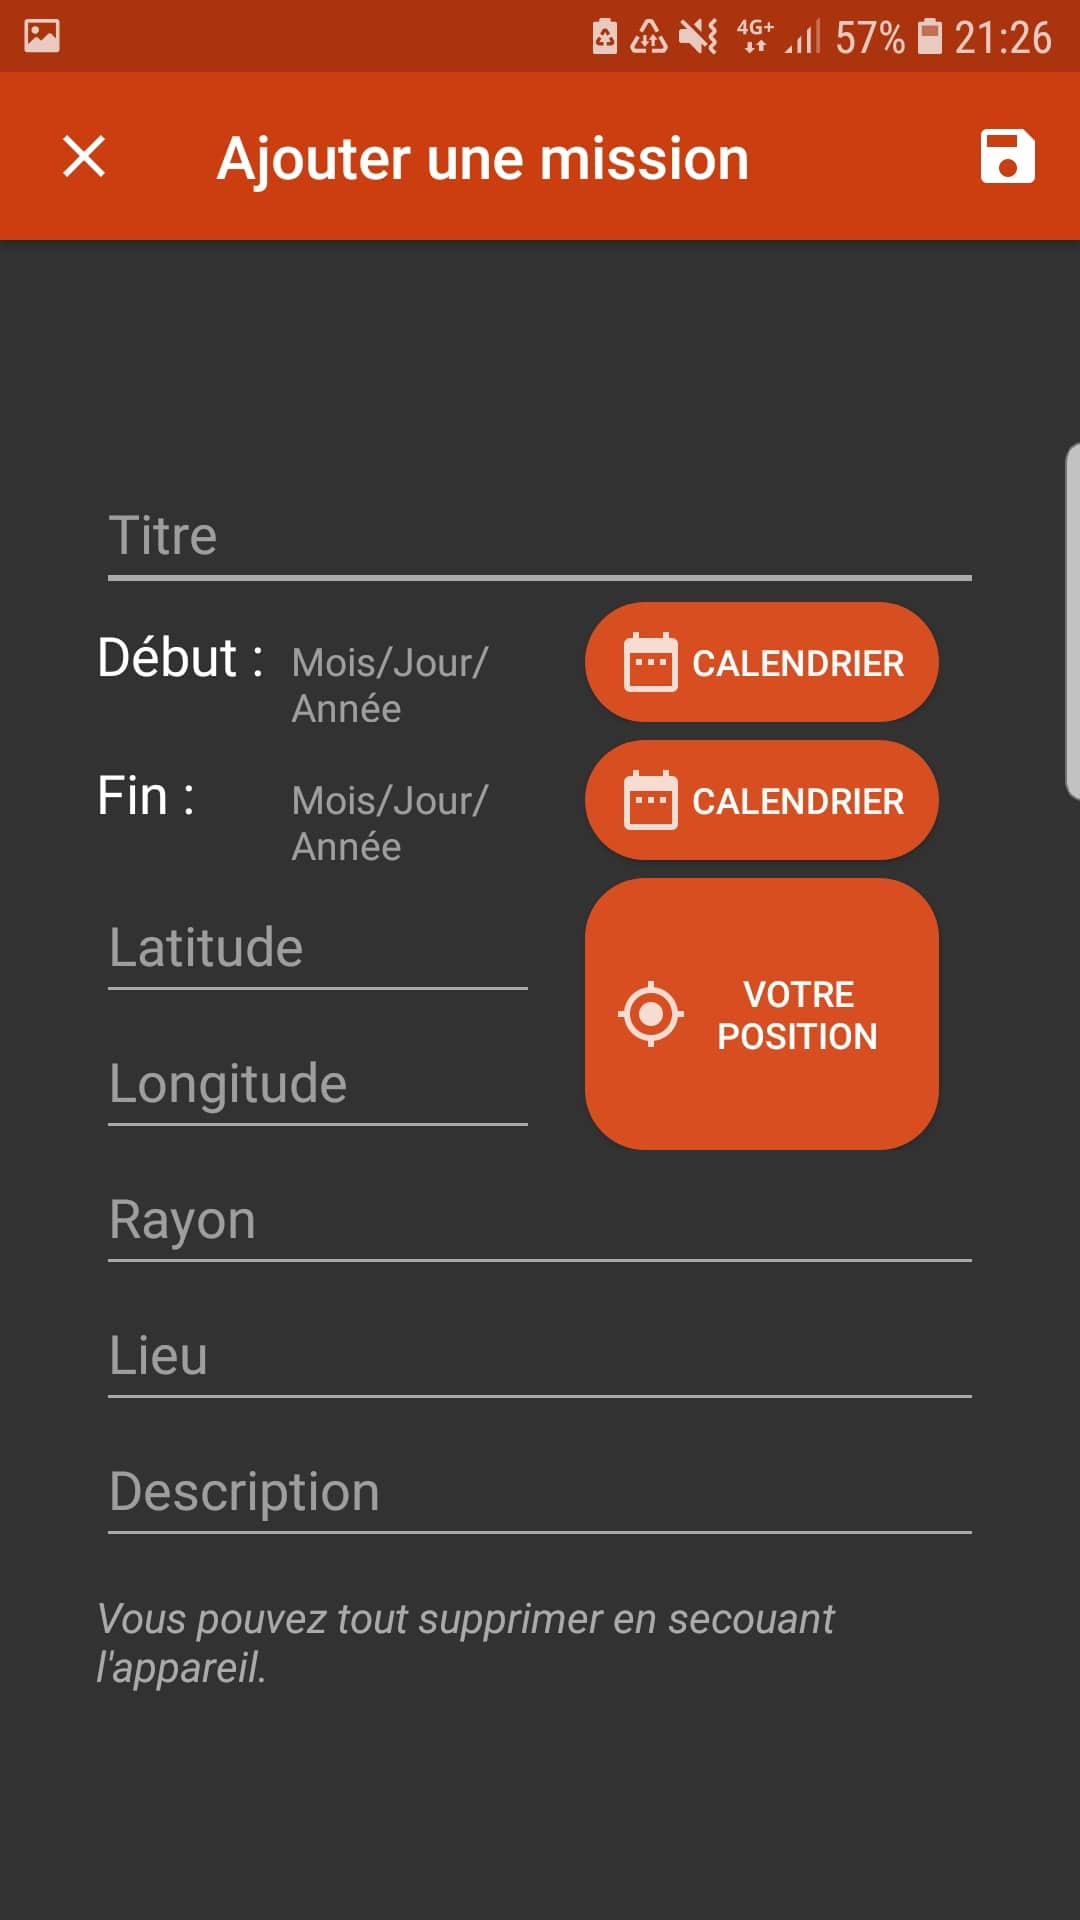 4G+ 57% 21:26
Ajouter une mission
Titre
Début : Mois/Jour/
Année
CALENDRIER
Fin : Mois/Jour/
Année
CALENDRIER
Latitude
Longitude
VOTRE
POSITION
Rayon
Lieu
Description
Vous pouvez tout supprimer en secouant
l'appareil.